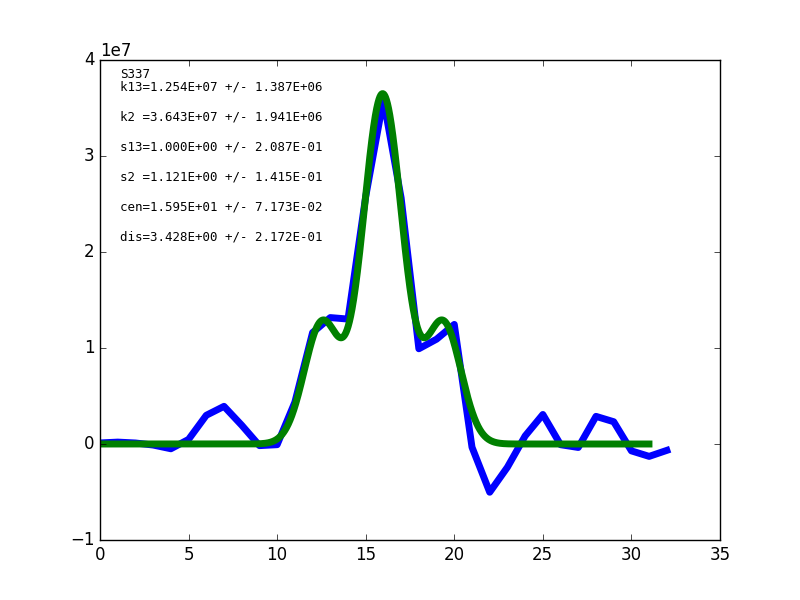 1e7
S337
k13=1.254E+07 +/- 1.387E+06
k2 =3.643E+07 +/- 1.941E+06
s13=1.000E+00 +/- 2.087E-01
s2 =1.121E+00 +/- 1.415E-01
cen=1.595E+01 +/- 7.173E-02
dis=3.428E+00 +/- 2.172E-01
4
3
2
1
0
−1
0 5 10 15 20 25 30 35